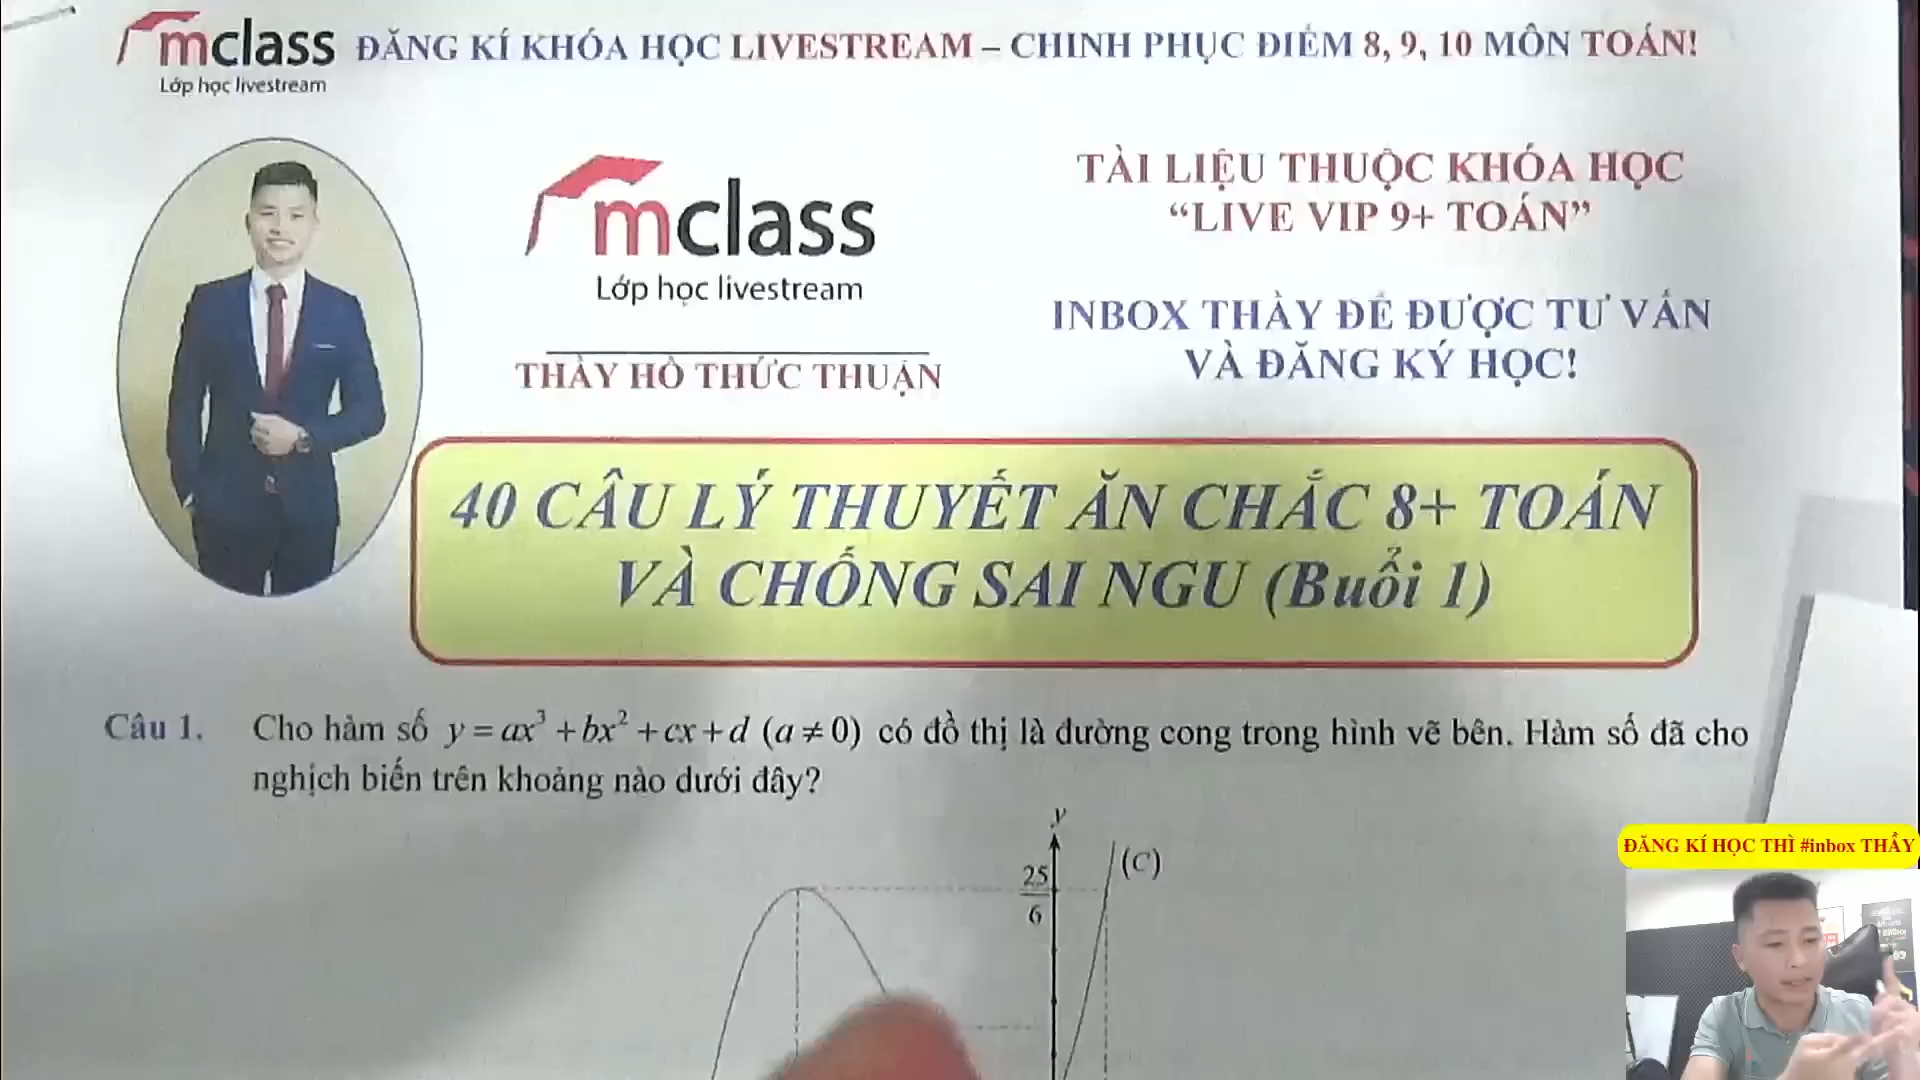 mclass ĐĂNG KÍ KHÓA HỌC LIVESTREAM – CHINH PHỤC ĐIỂM 8, 9, 10 MÔN TOÁN!
Lớp học livestream
mclass
Lớp học livestream
THẦY HỒ THỨC THUẬN
TÀI LIỆU THUỘC KHÓA HỌC
“LIVE VIP 9+ TOÁN”
INBOX THẦY ĐỂ ĐƯỢC TƯ VẤN
VÀ ĐĂNG KÝ HỌC!
40 CÂU LÝ THUYẾT ĂN CHẮC 8+ TOÁN
VÀ CHỐNG SAI NGU (Buổi 1)
Câu 1. Cho hàm số y = ax³ + bx² + cx + d (a ≠ 0) có đồ thị là đường cong trong hình vẽ bên. Hàm số đã cho
nghịch biến trên khoảng nào dưới đây?
y
25
6
(C)
ĐĂNG KÍ HỌC THÌ #inbox THẦY